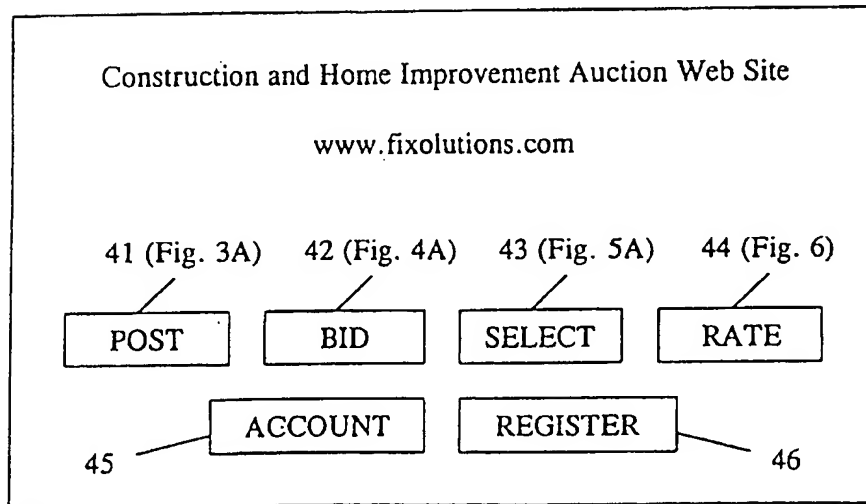 Construction and Home Improvement Auction Web Site
www.fixolutions.com
41 (Fig. 3A) 42 (Fig. 4A) 43 (Fig. 5A) 44 (Fig. 6)
POST BID SELECT RATE
ACCOUNT REGISTER
45 46